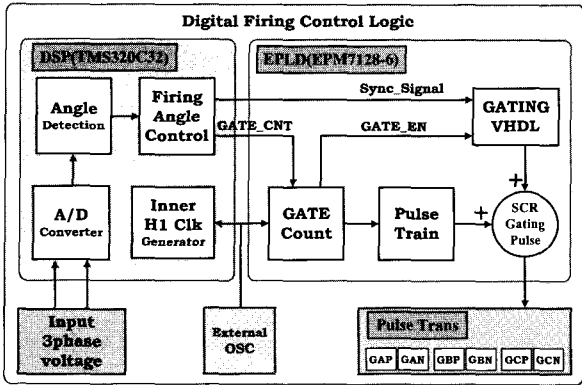 Digital Firing Control Logic
DSP(TMS320C32)
EPLD(EPM7128-6)
Angle
Detection
Firing
Angle
Control
Sync_Signal
GATING
VHDL
GATE_CNT
GATE_EN
A/D
Converter
Inner
H1 Clk
Generator
GATE
Count
Pulse
Train
+
+
SCR
Gating
Pulse
Input
3phase
voltage
External
OSC
Pulse Trans
GAP GAN GBP GBN GCP GCN